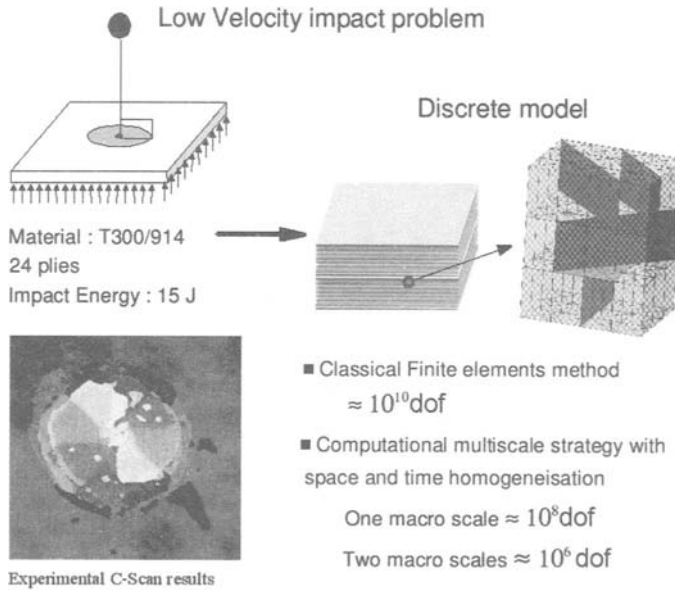 Low Velocity impact problem
Discrete model
Material : T300/914
24 plies
Impact Energy : 15 J
■ Classical Finite elements method
≈ 10¹⁰dof
■ Computational multiscale strategy with
space and time homogeneisation
One macro scale ≈ 10⁸dof
Two macro scales ≈ 10⁶ dof
Experimental C-Scan results